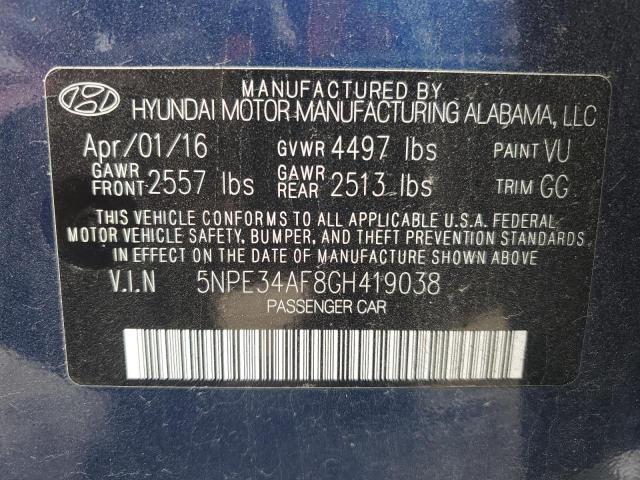 MANUFACTURED BY
HYUNDAI MOTOR MANUFACTURING ALABAMA, LLC
Apr/01/16 GVWR 4497 lbs PAINT VU
GAWR FRONT 2557 lbs GAWR REAR 2513 lbs TRIM GG
THIS VEHICLE CONFORMS TO ALL APPLICABLE U.S.A. FEDERAL
MOTOR VEHICLE SAFETY, BUMPER, AND THEFT PREVENTION STANDARDS
IN EFFECT ON THE DATE OF MANUFACTURE SHOWN ABOVE.
V.I.N 5NPE34AF8GH419038
PASSENGER CAR